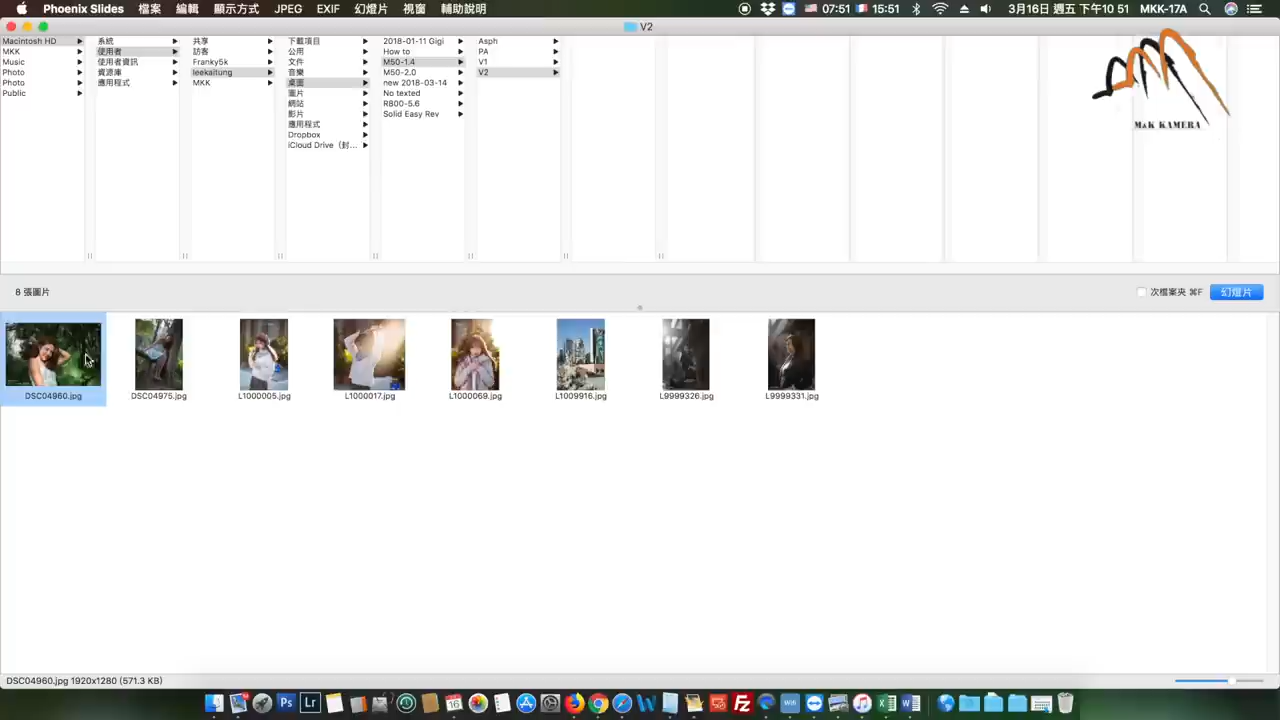 Phoenix Slides 檔案 編輯 顯示方式 JPEG EXIF 幻燈片 視窗 輔助說明 07:51 15:51 3月16日 週五 下午10 51 MKK-17A
V2
Macintosh HD 系統 共享 下載項目 2018-01-11 Gigi Asph
MKK 使用者 訪客 公用 How to PA
Music 使用者資訊 Franky5k 文件 M50-1.4 V1
Photo 資源庫 leekaitung 音樂 M50-2.0 V2
Photo 應用程式 MKK 桌面 new 2018-03-14
Public 圖片 No texted
網站 R800-5.6
影片 Solid Easy Rev
應用程式
Dropbox
iCloud Drive（封...
M&K KAMERA
8 張圖片 次檔案夾 ⌘F 幻燈片
DSC04960.jpg DSC04975.jpg L1000005.jpg L1000017.jpg L1000069.jpg L1009916.jpg L9999326.jpg L9999331.jpg
DSC04960.jpg 1920x1280 (571.3 KB)
Ps Lr 16 FZ W